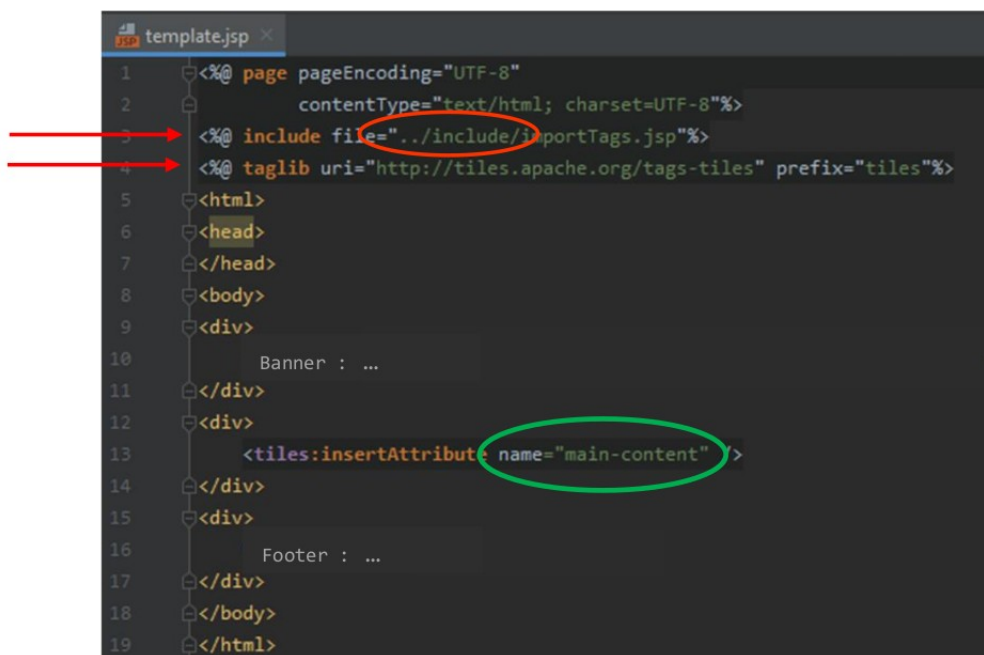 template.jsp
1 <%@ page pageEncoding="UTF-8"
2 contentType="text/html; charset=UTF-8"%>
3 <%@ include file="../include/importTags.jsp"%>
4 <%@ taglib uri="http://tiles.apache.org/tags-tiles" prefix="tiles"%>
5 <html>
6 <head>
7 </head>
8 <body>
9 <div>
10 Banner : ...
11 </div>
12 <div>
13 <tiles:insertAttribute name="main-content" />
14 </div>
15 <div>
16 Footer : ...
17 </div>
18 </body>
19 </html>